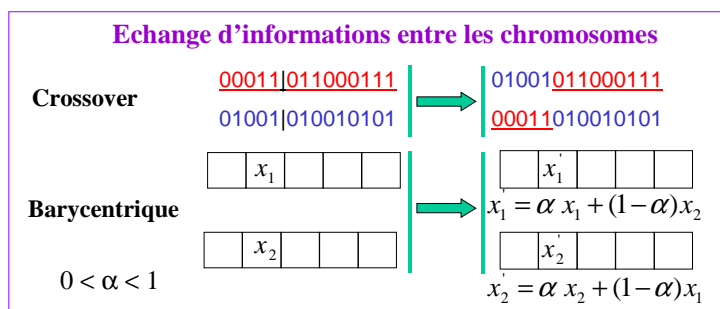 Echange d'informations entre les chromosomes
Crossover
00011|011000111
01001|010010101
01001011000111
00011010010101
Barycentrique
0 < α < 1
x₁
x₂
x₁'
x₁' = α x₁ + (1−α)x₂
x₂'
x₂' = α x₂ + (1−α)x₁